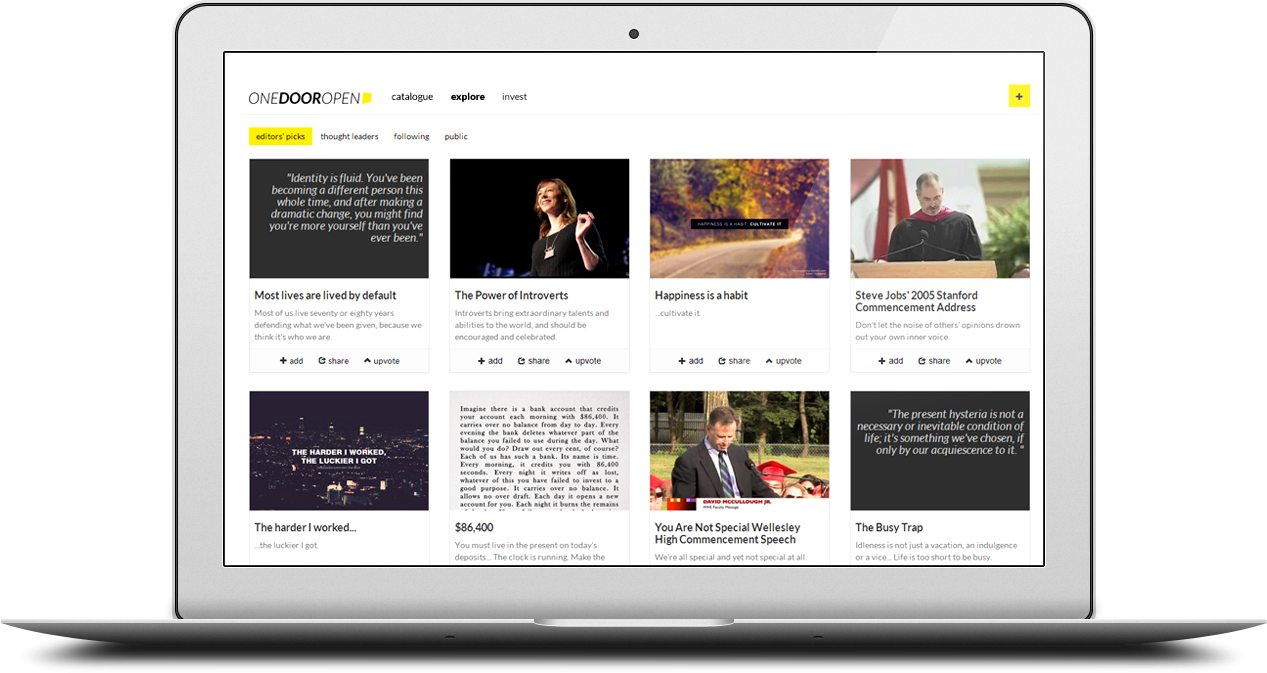 ONEDOOROPEN catalogue explore invest +
editors' picks thought leaders following public
"Identity is fluid. You've been
becoming a different person this
whole time, and after making a
dramatic change, you might find
you're more yourself than you've
ever been."
Most lives are lived by default
Most of us live seventy or eighty years
defending what we've been given, because we
think it's who we are.
+ add share upvote
The Power of Introverts
Introverts bring extraordinary talents and
abilities to the world, and should be
encouraged and celebrated.
+ add share upvote
HAPPINESS IS A HABIT CULTIVATE IT
Happiness is a habit
...cultivate it
+ add share upvote
Steve Jobs' 2005 Stanford
Commencement Address
Don't let the noise of others' opinions drown
out your own inner voice.
+ add share upvote
THE HARDER I WORKED,
THE LUCKIER I GOT
The harder I worked...
...the luckier I got.
Imagine there is a bank account that credits
your account each morning with $86,400. It
carries over no balance from day to day. Every
evening the bank deletes whatever part of the
balance you failed to use during the day. What
would you do? Draw out every cent, of course?
Each of us has such a bank. Its name is time.
Every morning, it credits you with 86,400
seconds. Every night it writes off as lost,
whatever of this you have failed to invest to a
good purpose. It carries over no balance. It
allows no over draft. Each day it opens a new
account for you. Each night it burns the remains
$86,400
You must live in the present on today's
deposits... The clock is running. Make the
DAVID MCCULLOUGH JR.
WHS Faculty Message
You Are Not Special Wellesley
High Commencement Speech
We're all special and yet not special at all.
"The present hysteria is not a
necessary or inevitable condition of
life; it's something we've chosen, if
only by our acquiescence to it. "
The Busy Trap
Idleness is not just a vacation, an indulgence
or a vice... Life is too short to be busy.